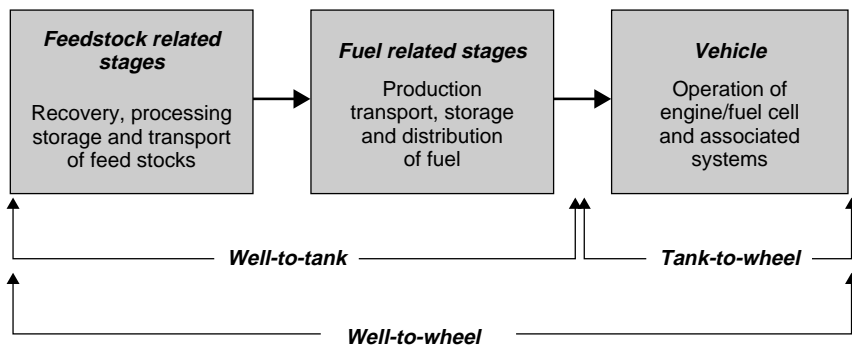 Feedstock related
stages
Recovery, processing
storage and transport
of feed stocks
Fuel related stages
Production
transport, storage
and distribution
of fuel
Vehicle
Operation of
engine/fuel cell
and associated
systems
Well-to-tank
Tank-to-wheel
Well-to-wheel